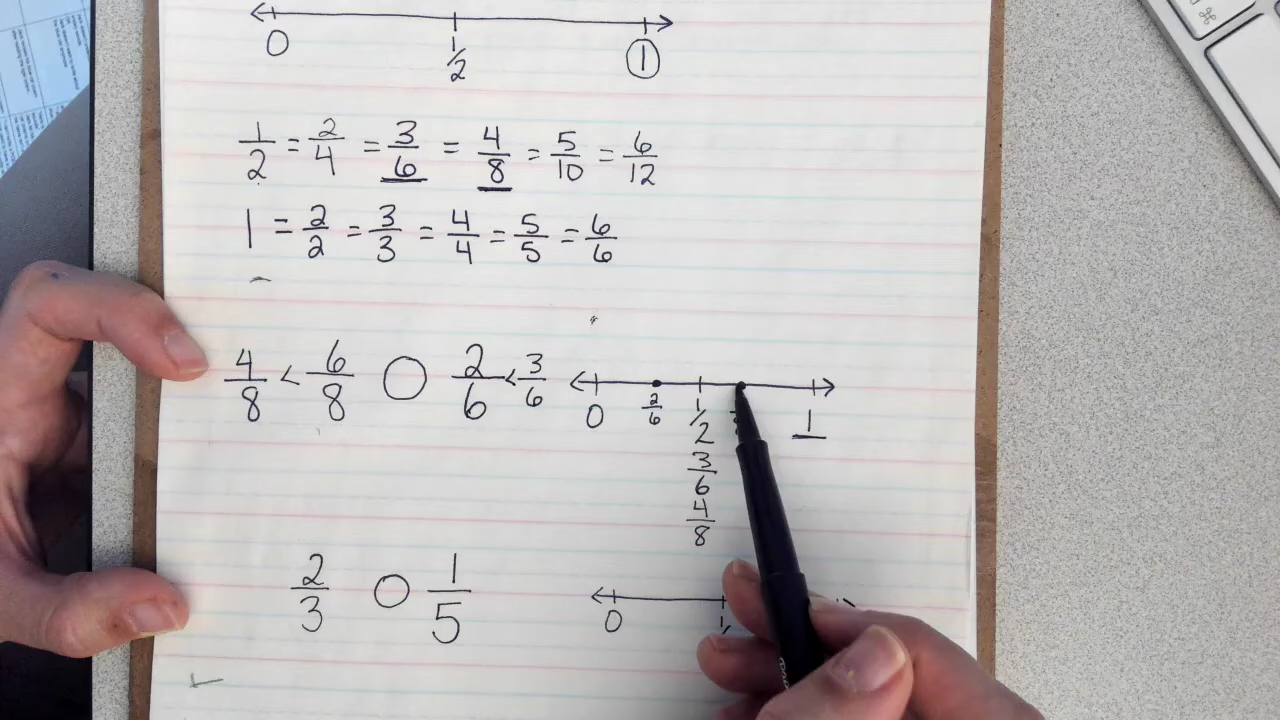 0 1/2 1
1/2 = 2/4 = 3/6 = 4/8 = 5/10 = 6/12
1 = 2/2 = 3/3 = 4/4 = 5/5 = 6/6
4/8 < 6/8 ◯ 2/6 < 3/6
0 2/6 1/2 1
3/6
4/8
2/3 ◯ 1/5
0